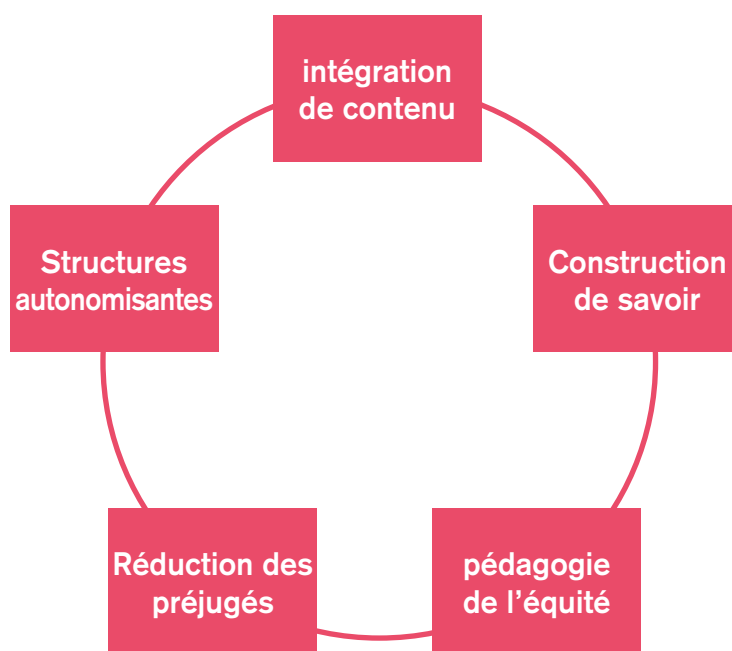 intégration
de contenu
Structures
autonomisantes
Construction
de savoir
Réduction des
préjugés
pédagogie
de l'équité